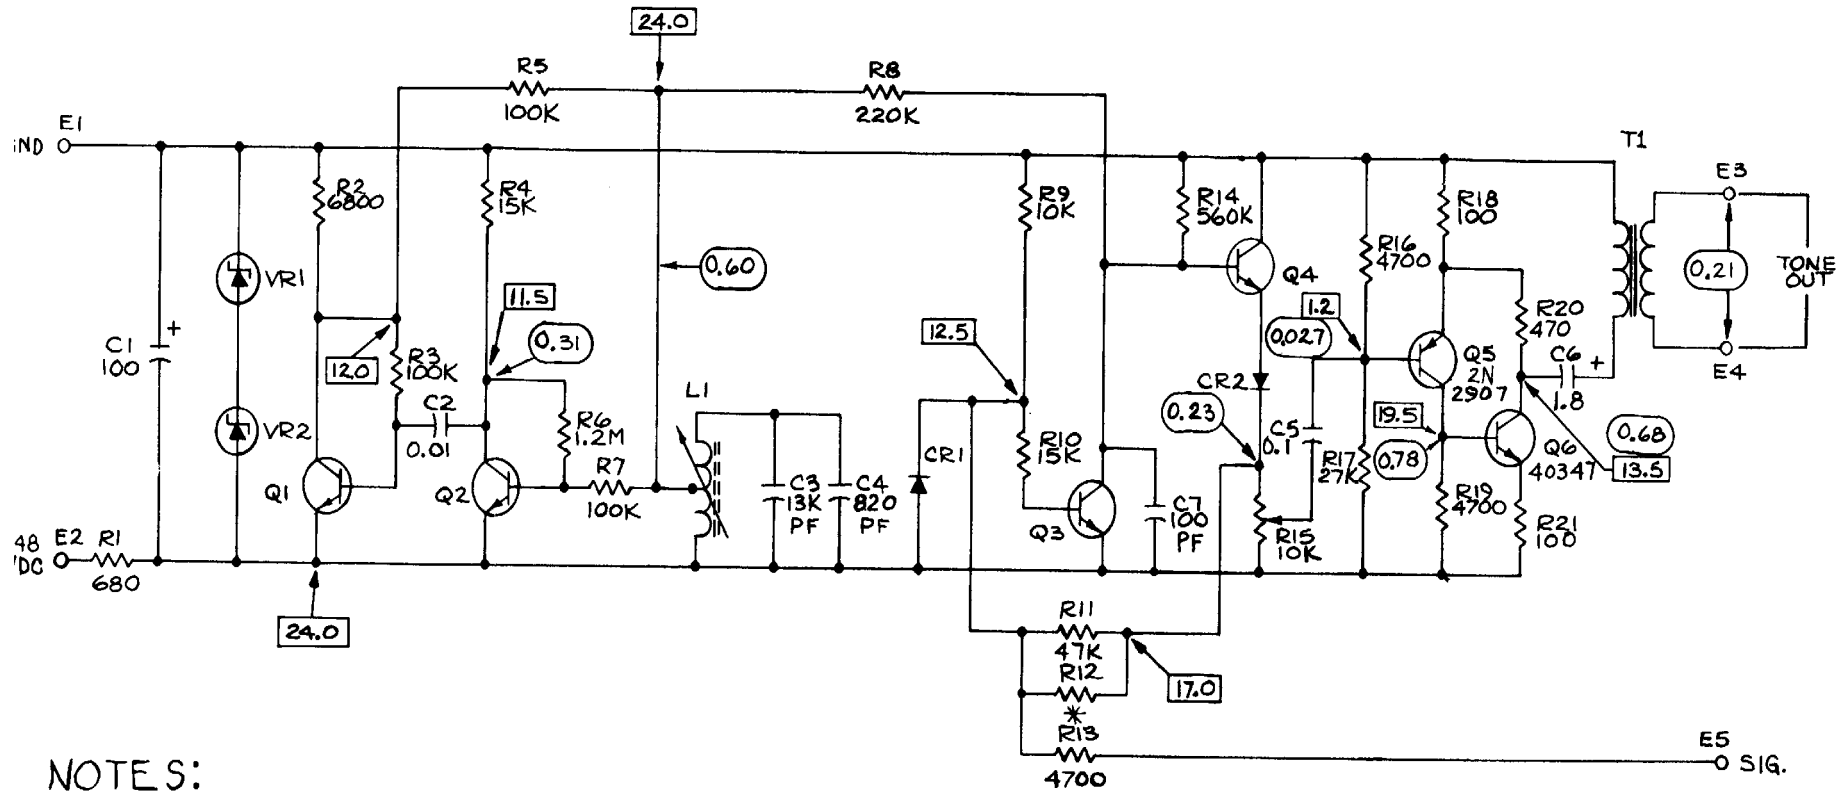 24.0
R5
100K
R8
220K
E1
GND
T1
R2
6800
R4
15K
R9
10K
R14
560K
R18
100
E3
VR1
0.60
Q4
R16
4700
0.21
TONE
OUT
11.5
0.31
12.5
1.2
0.027
R20
470
C1
100
+
12.0
R3
100K
C2
0.01
L1
CR2
Q5
2N
2907
C6
+
1.8
E4
VR2
R6
1.2M
0.23
C5
0.1
19.5
0.78
Q6
40347
0.68
13.5
Q1
Q2
R7
100K
C3
13K
PF
C4
820
PF
CR1
R10
15K
Q3
C7
100
PF
R15
10K
R17
27K
R19
4700
R21
100
48
VDC
E2
R1
680
24.0
R11
47K
R12
*
17.0
R13
4700
E5
SIG.
NOTES: